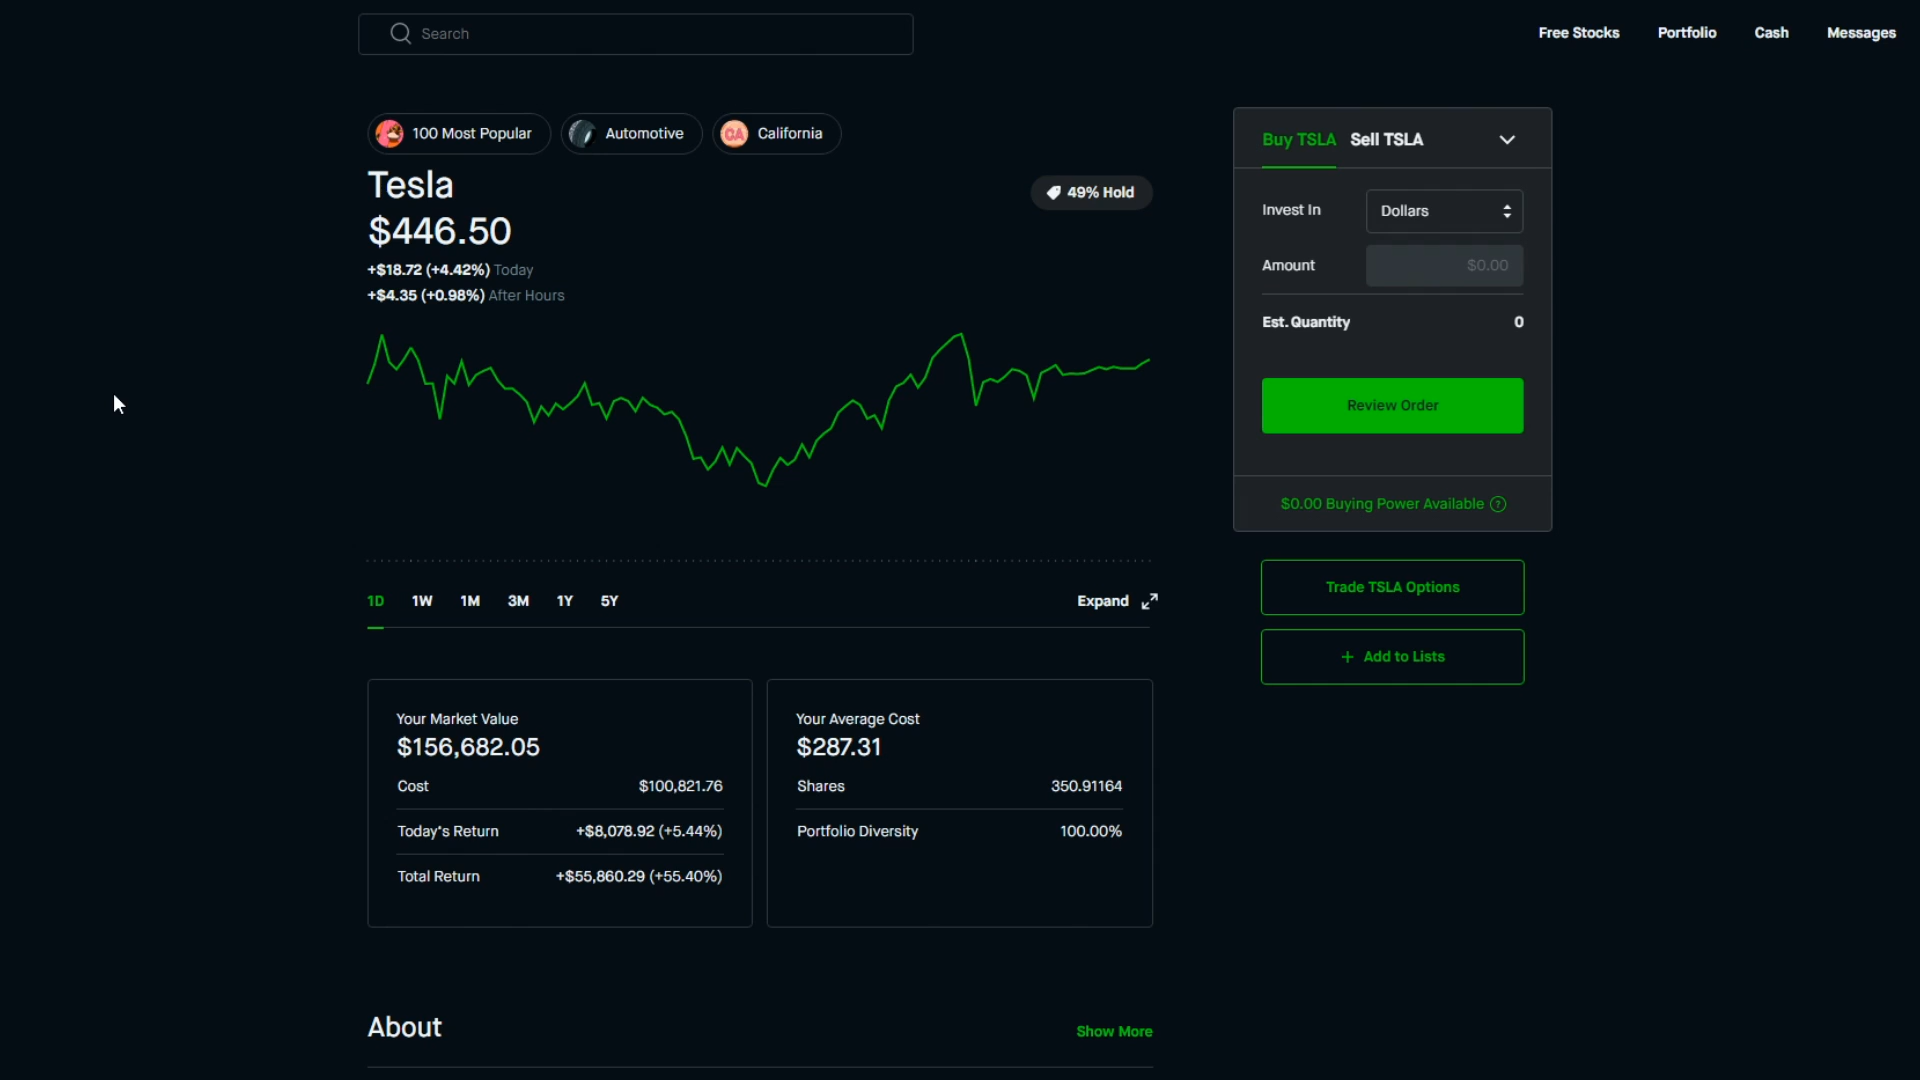 Search
Free Stocks Portfolio Cash Messages
100 Most Popular
CA
Automotive
California
Tesla
$446.50
49% Hold
+$18.72 (+4.42%) Today
+$4.35 (+0.98%) After Hours
1D 1W 1M 3M 1Y 5Y
Expand
Your Market Value
$156,682.05
Cost $100,821.76
Today's Return +$8,078.92 (+5.44%)
Total Return +$55,860.29 (+55.40%)
Your Average Cost
$287.31
Shares 350.91164
Portfolio Diversity 100.00%
About
Show More
Buy TSLA Sell TSLA
Invest In Dollars
Amount $0.00
Est. Quantity 0
Review Order
$0.00 Buying Power Available ?
Trade TSLA Options
+ Add to Lists